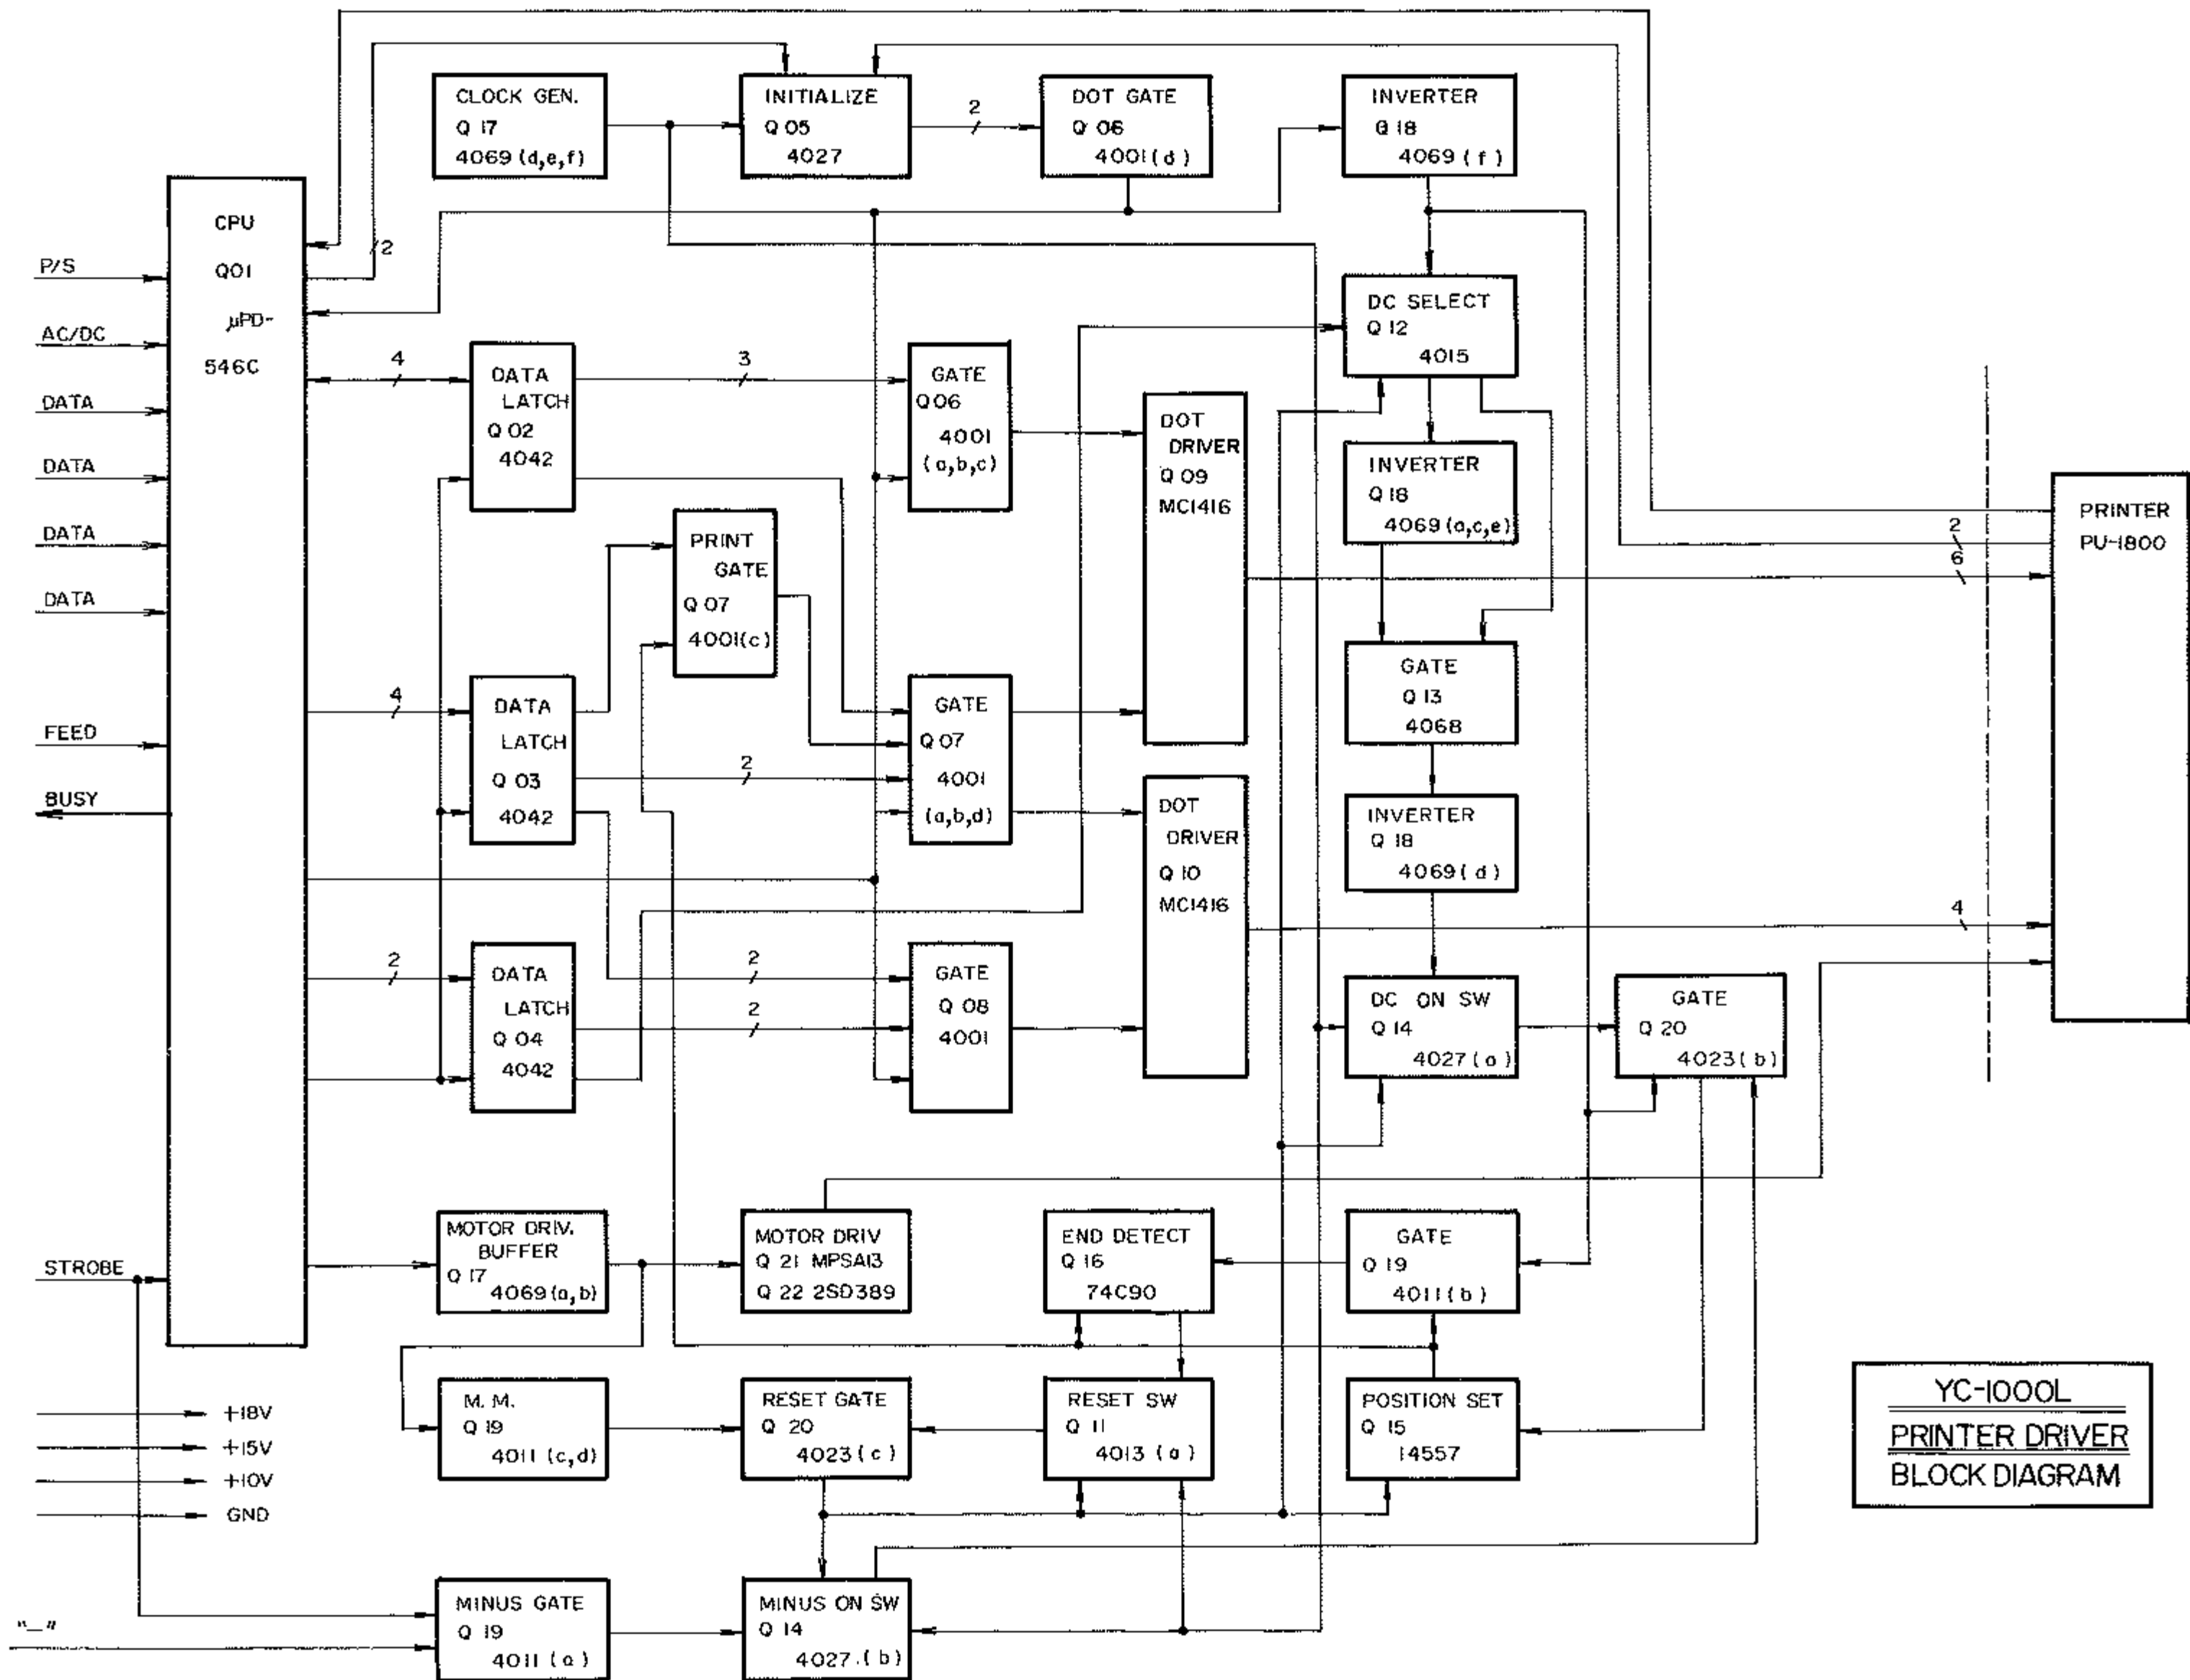 CLOCK GEN.
Q 17
4069 (d,e,f)
INITIALIZE
Q 05
4027
2
DOT GATE
Q 06
4001(d)
INVERTER
Q 18
4069 (f)
CPU
Q01
μPD-
546C
2
P/S
AC/DC
DATA
DATA
DATA
DATA
FEED
BUSY
STROBE
4
DATA
LATCH
Q 02
4042
3
GATE
Q 06
4001
(a,b,c)
DOT
DRIVER
Q 09
MC1416
DC SELECT
Q 12
4015
INVERTER
Q 18
4069 (a,c,e)
PRINTER
PU-1800
2
6
PRINT
GATE
Q 07
4001(c)
4
DATA
LATCH
Q 03
4042
2
GATE
Q 07
4001
(a,b,d)
GATE
Q 13
4068
DOT
DRIVER
Q 10
MC1416
INVERTER
Q 18
4069 (d)
4
2
DATA
LATCH
Q 04
4042
2
2
GATE
Q 08
4001
DC ON SW
Q 14
4027 (a)
GATE
Q 20
4023 (b)
MOTOR DRIV.
BUFFER
Q 17
4069 (a,b)
MOTOR DRIV
Q 21 MPSA13
Q 22 2SD389
END DETECT
Q 16
74C90
GATE
Q 19
4011 (b)
M. M.
Q 19
4011 (c,d)
RESET GATE
Q 20
4023 (c)
RESET SW
Q 11
4013 (a)
POSITION SET
Q 15
14557
+18V
+15V
+10V
GND
"—"
MINUS GATE
Q 19
4011 (a)
MINUS ON SW
Q 14
4027.(b)
YC-1000L
PRINTER DRIVER
BLOCK DIAGRAM